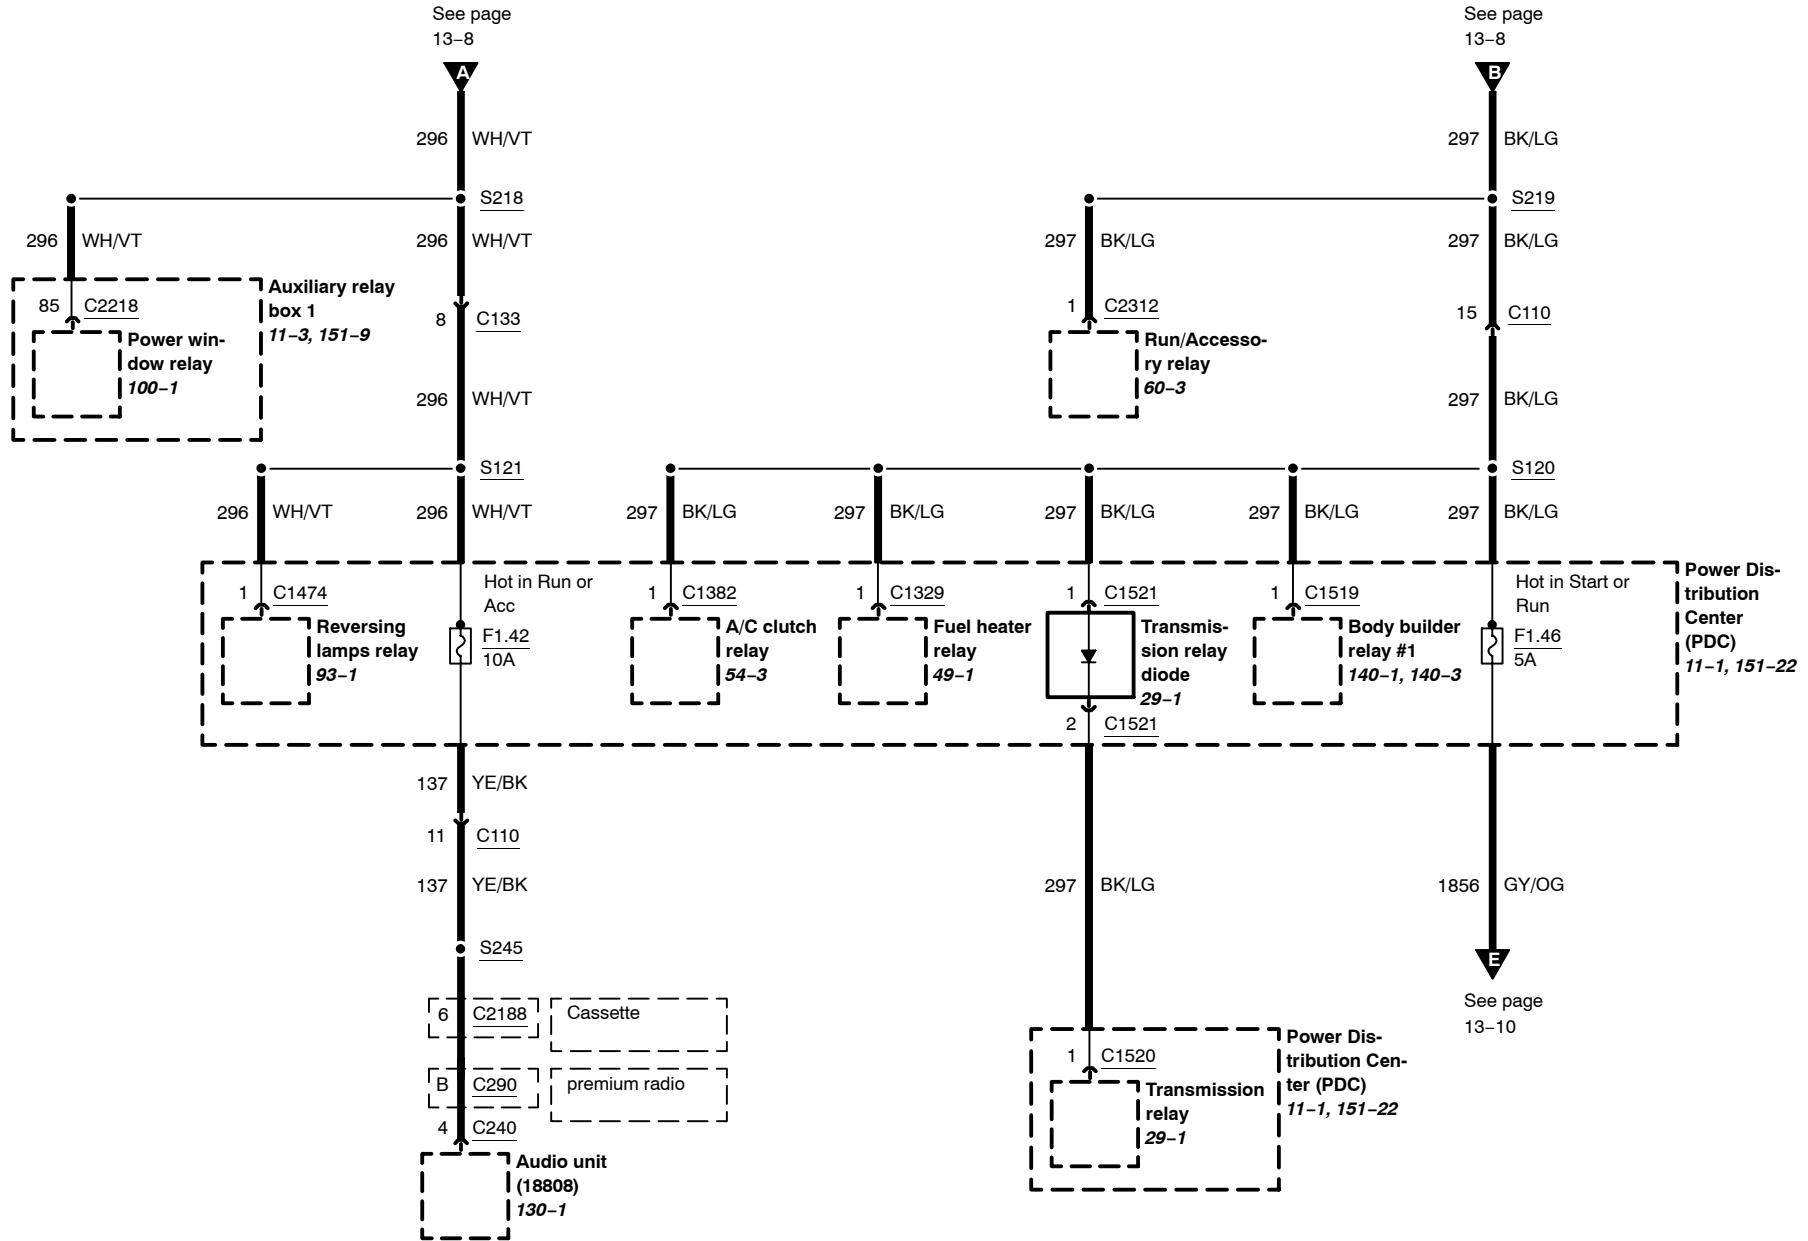 See page
13−8
A
See page
13−8
B
296 WH/VT
297 BK/LG
S218
S219
296 WH/VT
296 WH/VT
297 BK/LG
297 BK/LG
Auxiliary relay
box 1
11−3, 151−9
85 C2218
8 C133
1 C2312
15 C110
Power win-
dow relay
100−1
Run/Accesso-
ry relay
60−3
296 WH/VT
297 BK/LG
S121
S120
296 WH/VT
296 WH/VT
297 BK/LG
297 BK/LG
297 BK/LG
297 BK/LG
297 BK/LG
Power Dis-
tribution
Center
(PDC)
11−1, 151−22
1 C1474
Reversing
lamps relay
93−1
Hot in Run or
Acc
F1.42
10A
1 C1382
A/C clutch
relay
54−3
1 C1329
Fuel heater
relay
49−1
1 C1521
Transmis-
sion relay
diode
29−1
2 C1521
1 C1519
Body builder
relay #1
140−1, 140−3
Hot in Start or
Run
F1.46
5A
137 YE/BK
11 C110
137 YE/BK
297 BK/LG
1856 GY/OG
S245
E
See page
13−10
6 C2188 Cassette
B C290 premium radio
4 C240
Audio unit
(18808)
130−1
Power Dis-
tribution Cen-
ter (PDC)
11−1, 151−22
1 C1520
Transmission
relay
29−1